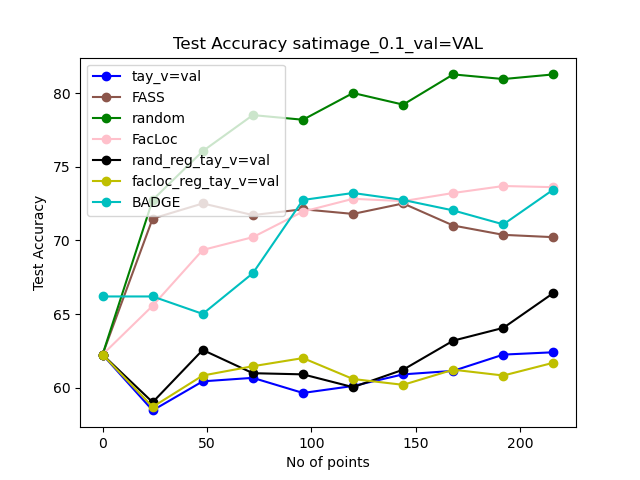 Test Accuracy satimage_0.1_val=VAL
tay_v=val
FASS
random
FacLoc
rand_reg_tay_v=val
facloc_reg_tay_v=val
BADGE
80
75
70
65
60
Test Accuracy
0 50 100 150 200
No of points